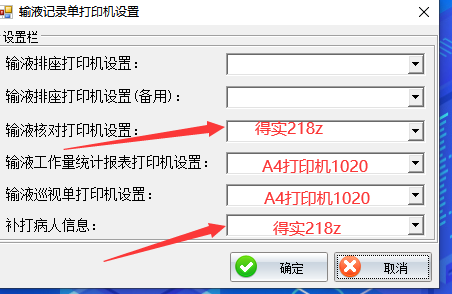 输液记录单打印机设置
设置栏
输液排座打印机设置：
输液排座打印机设置(备用)：
输液核对打印机设置： 得实218z
输液工作量统计报表打印机设置： A4打印机1020
输液巡视单打印机设置： A4打印机1020
补打病人信息： 得实218z
确定 取消